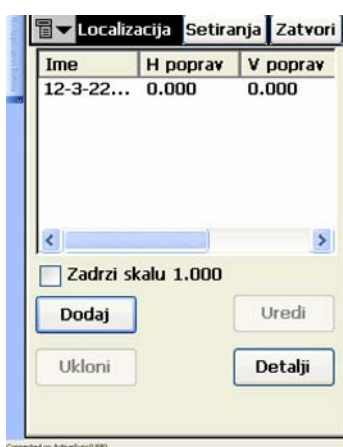 Localizacija Setiranja Zatvori
Ime H poprav V poprav
12-3-22... 0.000 0.000
Zadrzi skalu 1.000
Dodaj Uredi
Ukloni Detalji